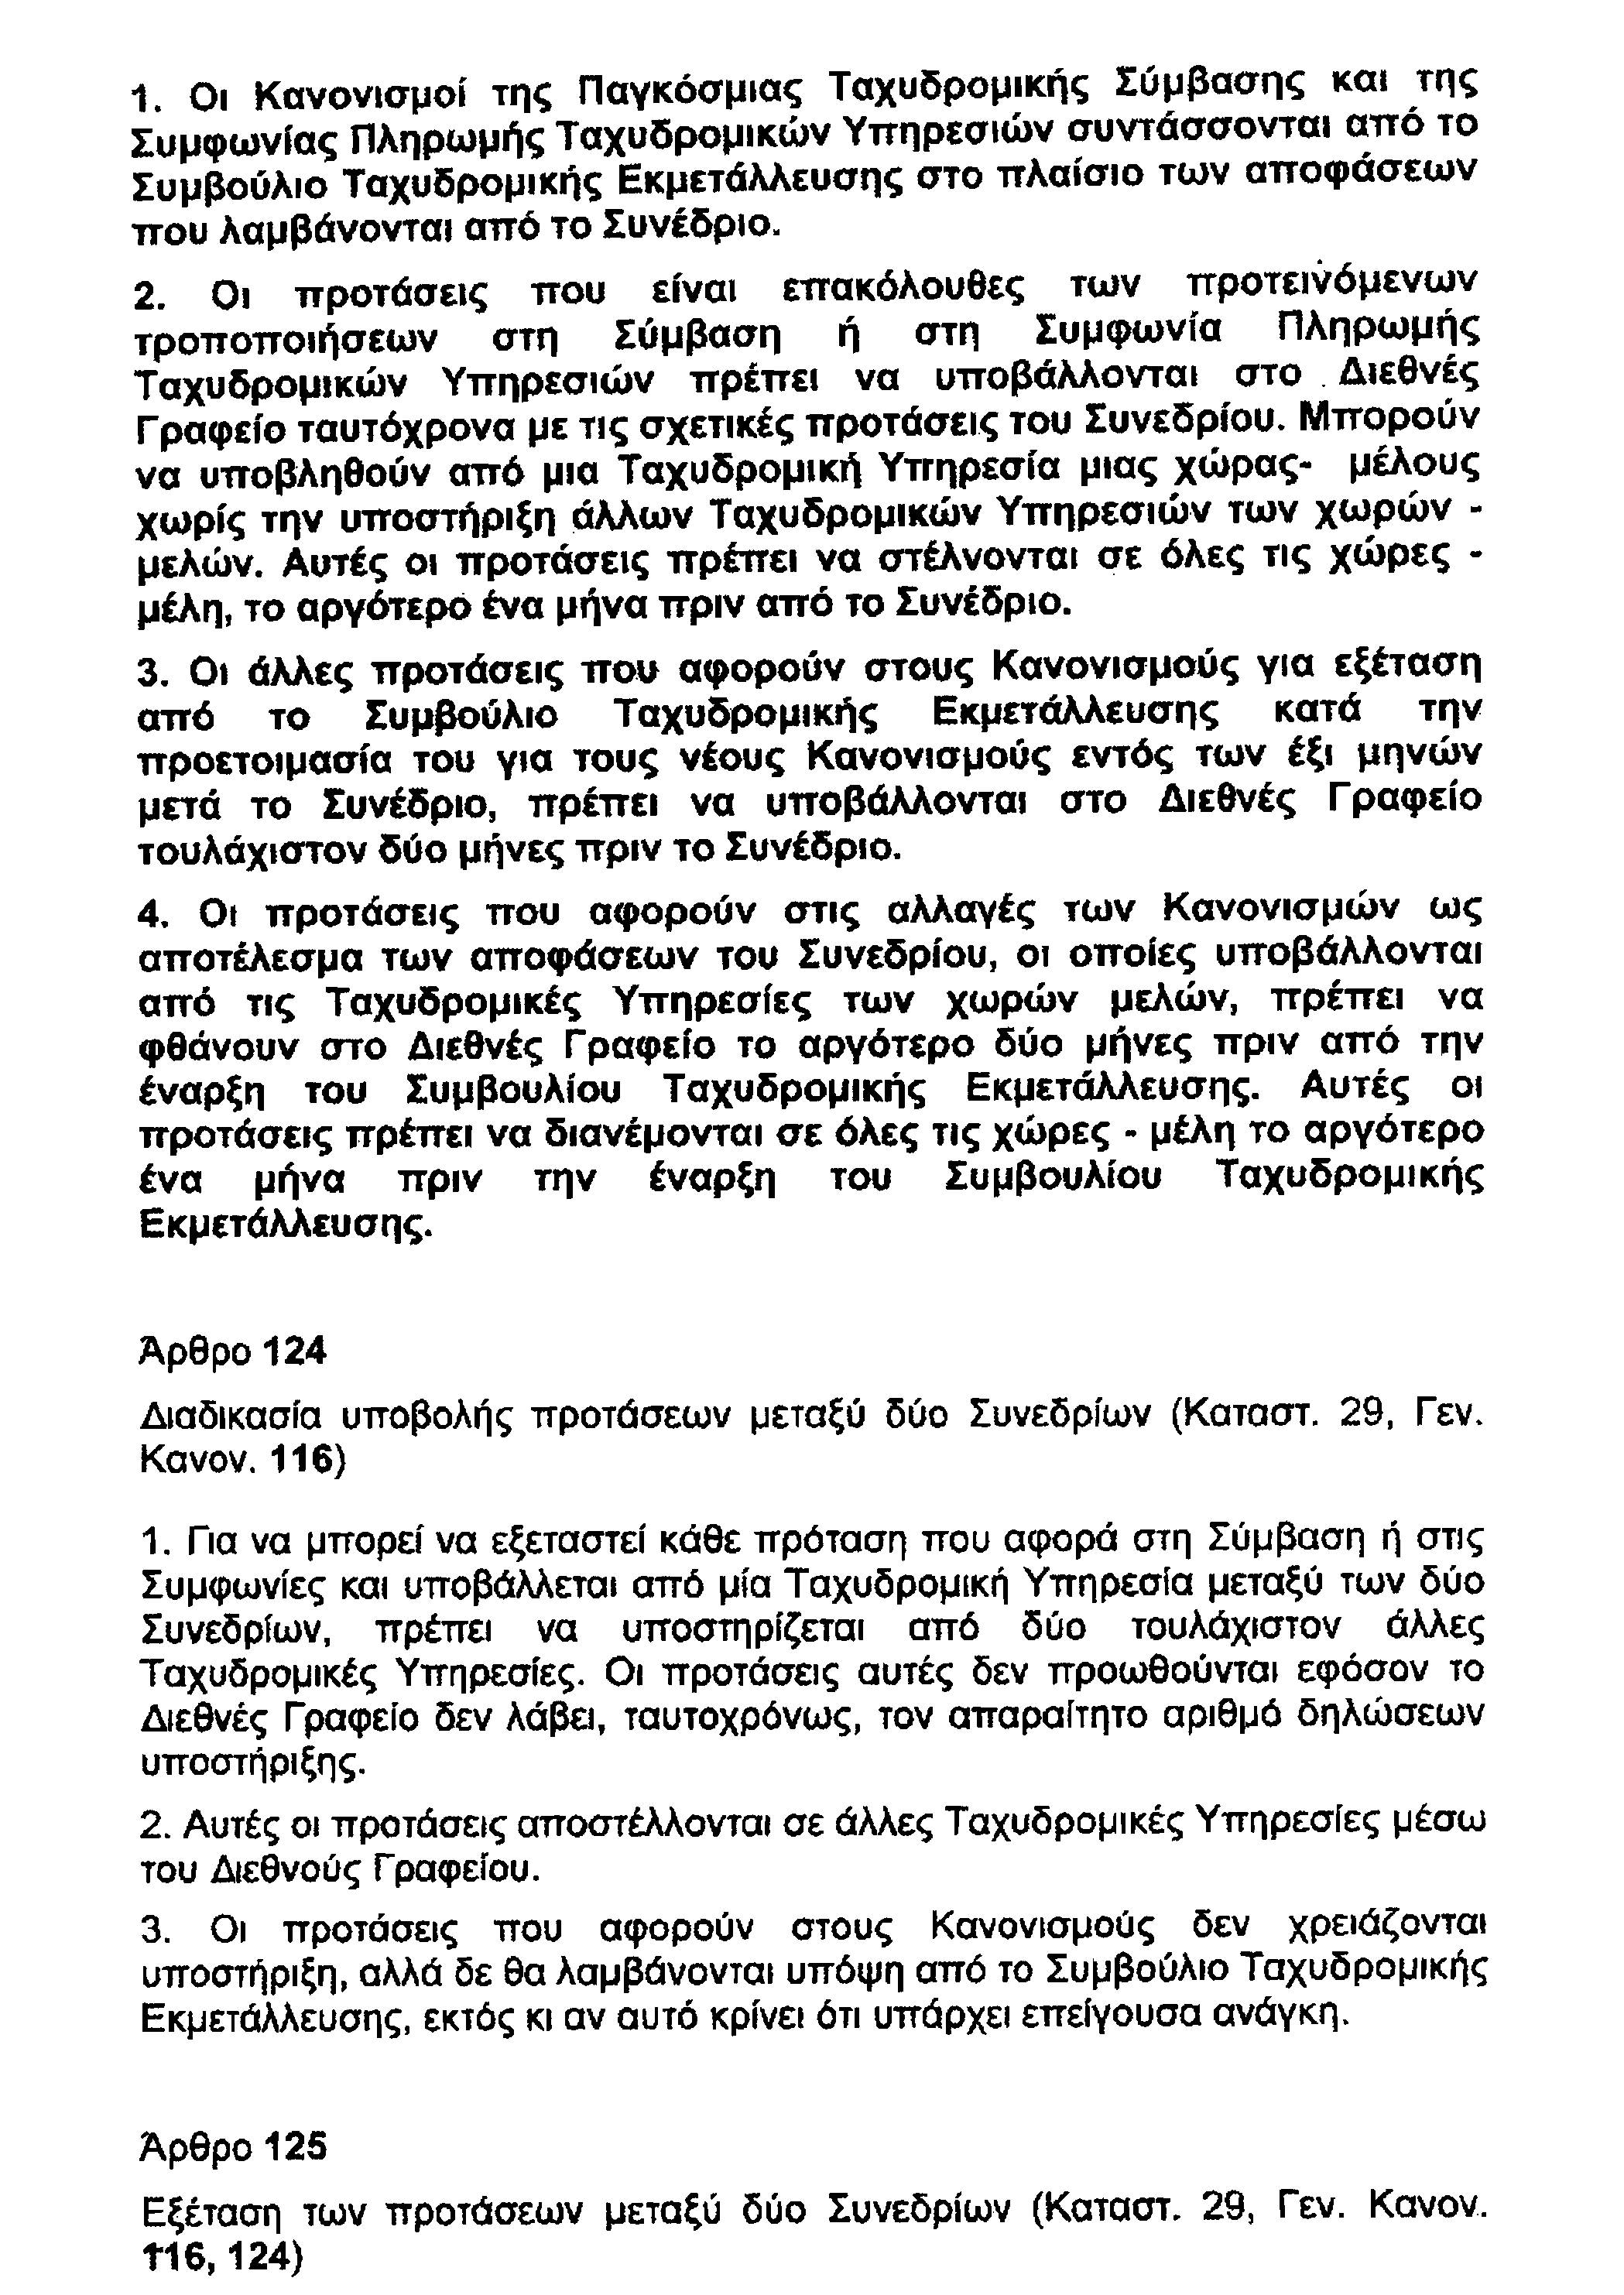 1. Οι Κανονισμοί της Παγκόσμιας Ταχυδρομικής Σύμβασης και της
Συμφωνίας Πληρωμής Ταχυδρομικών Υπηρεσιών συντάσσονται από το
Συμβούλιο Ταχυδρομικής Εκμετάλλευσης στο πλαίσιο των αποφάσεων
που λαμβάνονται από το Συνέδριο.
2. Οι προτάσεις που είναι επακόλουθες των προτεινόμενων
τροποποιήσεων στη Σύμβαση ή στη Συμφωνία Πληρωμής
Ταχυδρομικών Υπηρεσιών πρέπει να υποβάλλονται στο Διεθνές
Γραφείο ταυτόχρονα με τις σχετικές προτάσεις του Συνεδρίου. Μπορούν
να υποβληθούν από μια Ταχυδρομική Υπηρεσία μιας χώρας- μέλους
χωρίς την υποστήριξη άλλων Ταχυδρομικών Υπηρεσιών των χωρών -
μελών. Αυτές οι προτάσεις πρέπει να στέλνονται σε όλες τις χώρες -
μέλη, το αργότερο ένα μήνα πριν από το Συνέδριο.
3. Οι άλλες προτάσεις που αφορούν στους Κανονισμούς για εξέταση
από το Συμβούλιο Ταχυδρομικής Εκμετάλλευσης κατά την
προετοιμασία του για τους νέους Κανονισμούς εντός των έξι μηνών
μετά το Συνέδριο, πρέπει να υποβάλλονται στο Διεθνές Γραφείο
τουλάχιστον δύο μήνες πριν το Συνέδριο.
4. Οι προτάσεις που αφορούν στις αλλαγές των Κανονισμών ως
αποτέλεσμα των αποφάσεων του Συνεδρίου, οι οποίες υποβάλλονται
από τις Ταχυδρομικές Υπηρεσίες των χωρών μελών, πρέπει να
φθάνουν στο Διεθνές Γραφείο το αργότερο δύο μήνες πριν από την
έναρξη του Συμβουλίου Ταχυδρομικής Εκμετάλλευσης. Αυτές οι
προτάσεις πρέπει να διανέμονται σε όλες τις χώρες - μέλη το αργότερο
ένα μήνα πριν την έναρξη του Συμβουλίου Ταχυδρομικής
Εκμετάλλευσης.
Άρθρο 124
Διαδικασία υποβολής προτάσεων μεταξύ δύο Συνεδρίων (Καταστ. 29, Γεν.
Κανον. 116)
1. Για να μπορεί να εξεταστεί κάθε πρόταση που αφορά στη Σύμβαση ή στις
Συμφωνίες και υποβάλλεται από μία Ταχυδρομική Υπηρεσία μεταξύ των δύο
Συνεδρίων, πρέπει να υποστηρίζεται από δύο τουλάχιστον άλλες
Ταχυδρομικές Υπηρεσίες. Οι προτάσεις αυτές δεν προωθούνται εφόσον το
Διεθνές Γραφείο δεν λάβει, ταυτοχρόνως, τον απαραίτητο αριθμό δηλώσεων
υποστήριξης.
2. Αυτές οι προτάσεις αποστέλλονται σε άλλες Ταχυδρομικές Υπηρεσίες μέσω
του Διεθνούς Γραφείου.
3. Οι προτάσεις που αφορούν στους Κανονισμούς δεν χρειάζονται
υποστήριξη, αλλά δε θα λαμβάνονται υπόψη από το Συμβούλιο Ταχυδρομικής
Εκμετάλλευσης, εκτός κι αν αυτό κρίνει ότι υπάρχει επείγουσα ανάγκη.
Άρθρο 125
Εξέταση των προτάσεων μεταξύ δύο Συνεδρίων (Καταστ. 29, Γεν. Κανον.
116, 124)